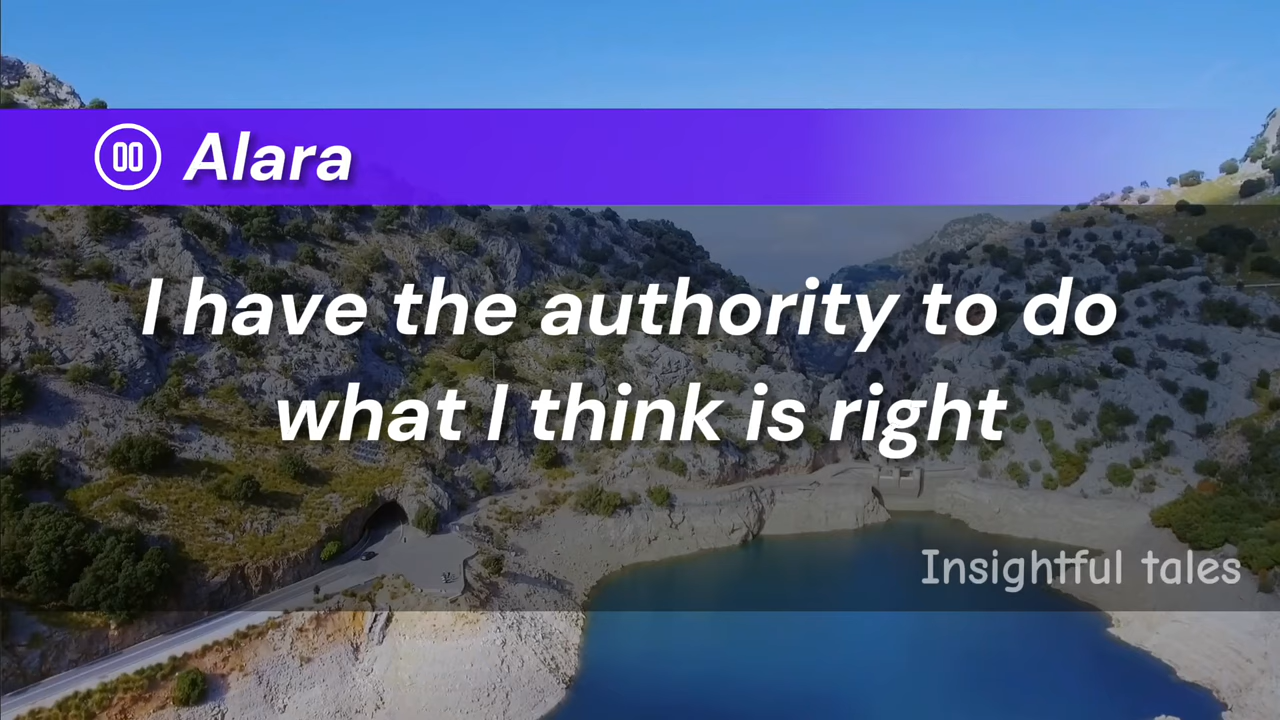 Alara
I have the authority to do
what I think is right
Insightful tales